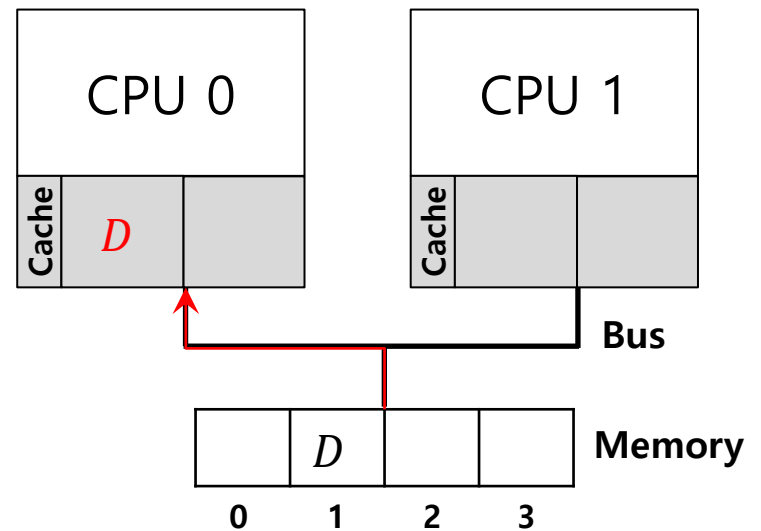 CPU 0
CPU 1
Cache
D
Cache
Bus
D
Memory
0 1 2 3